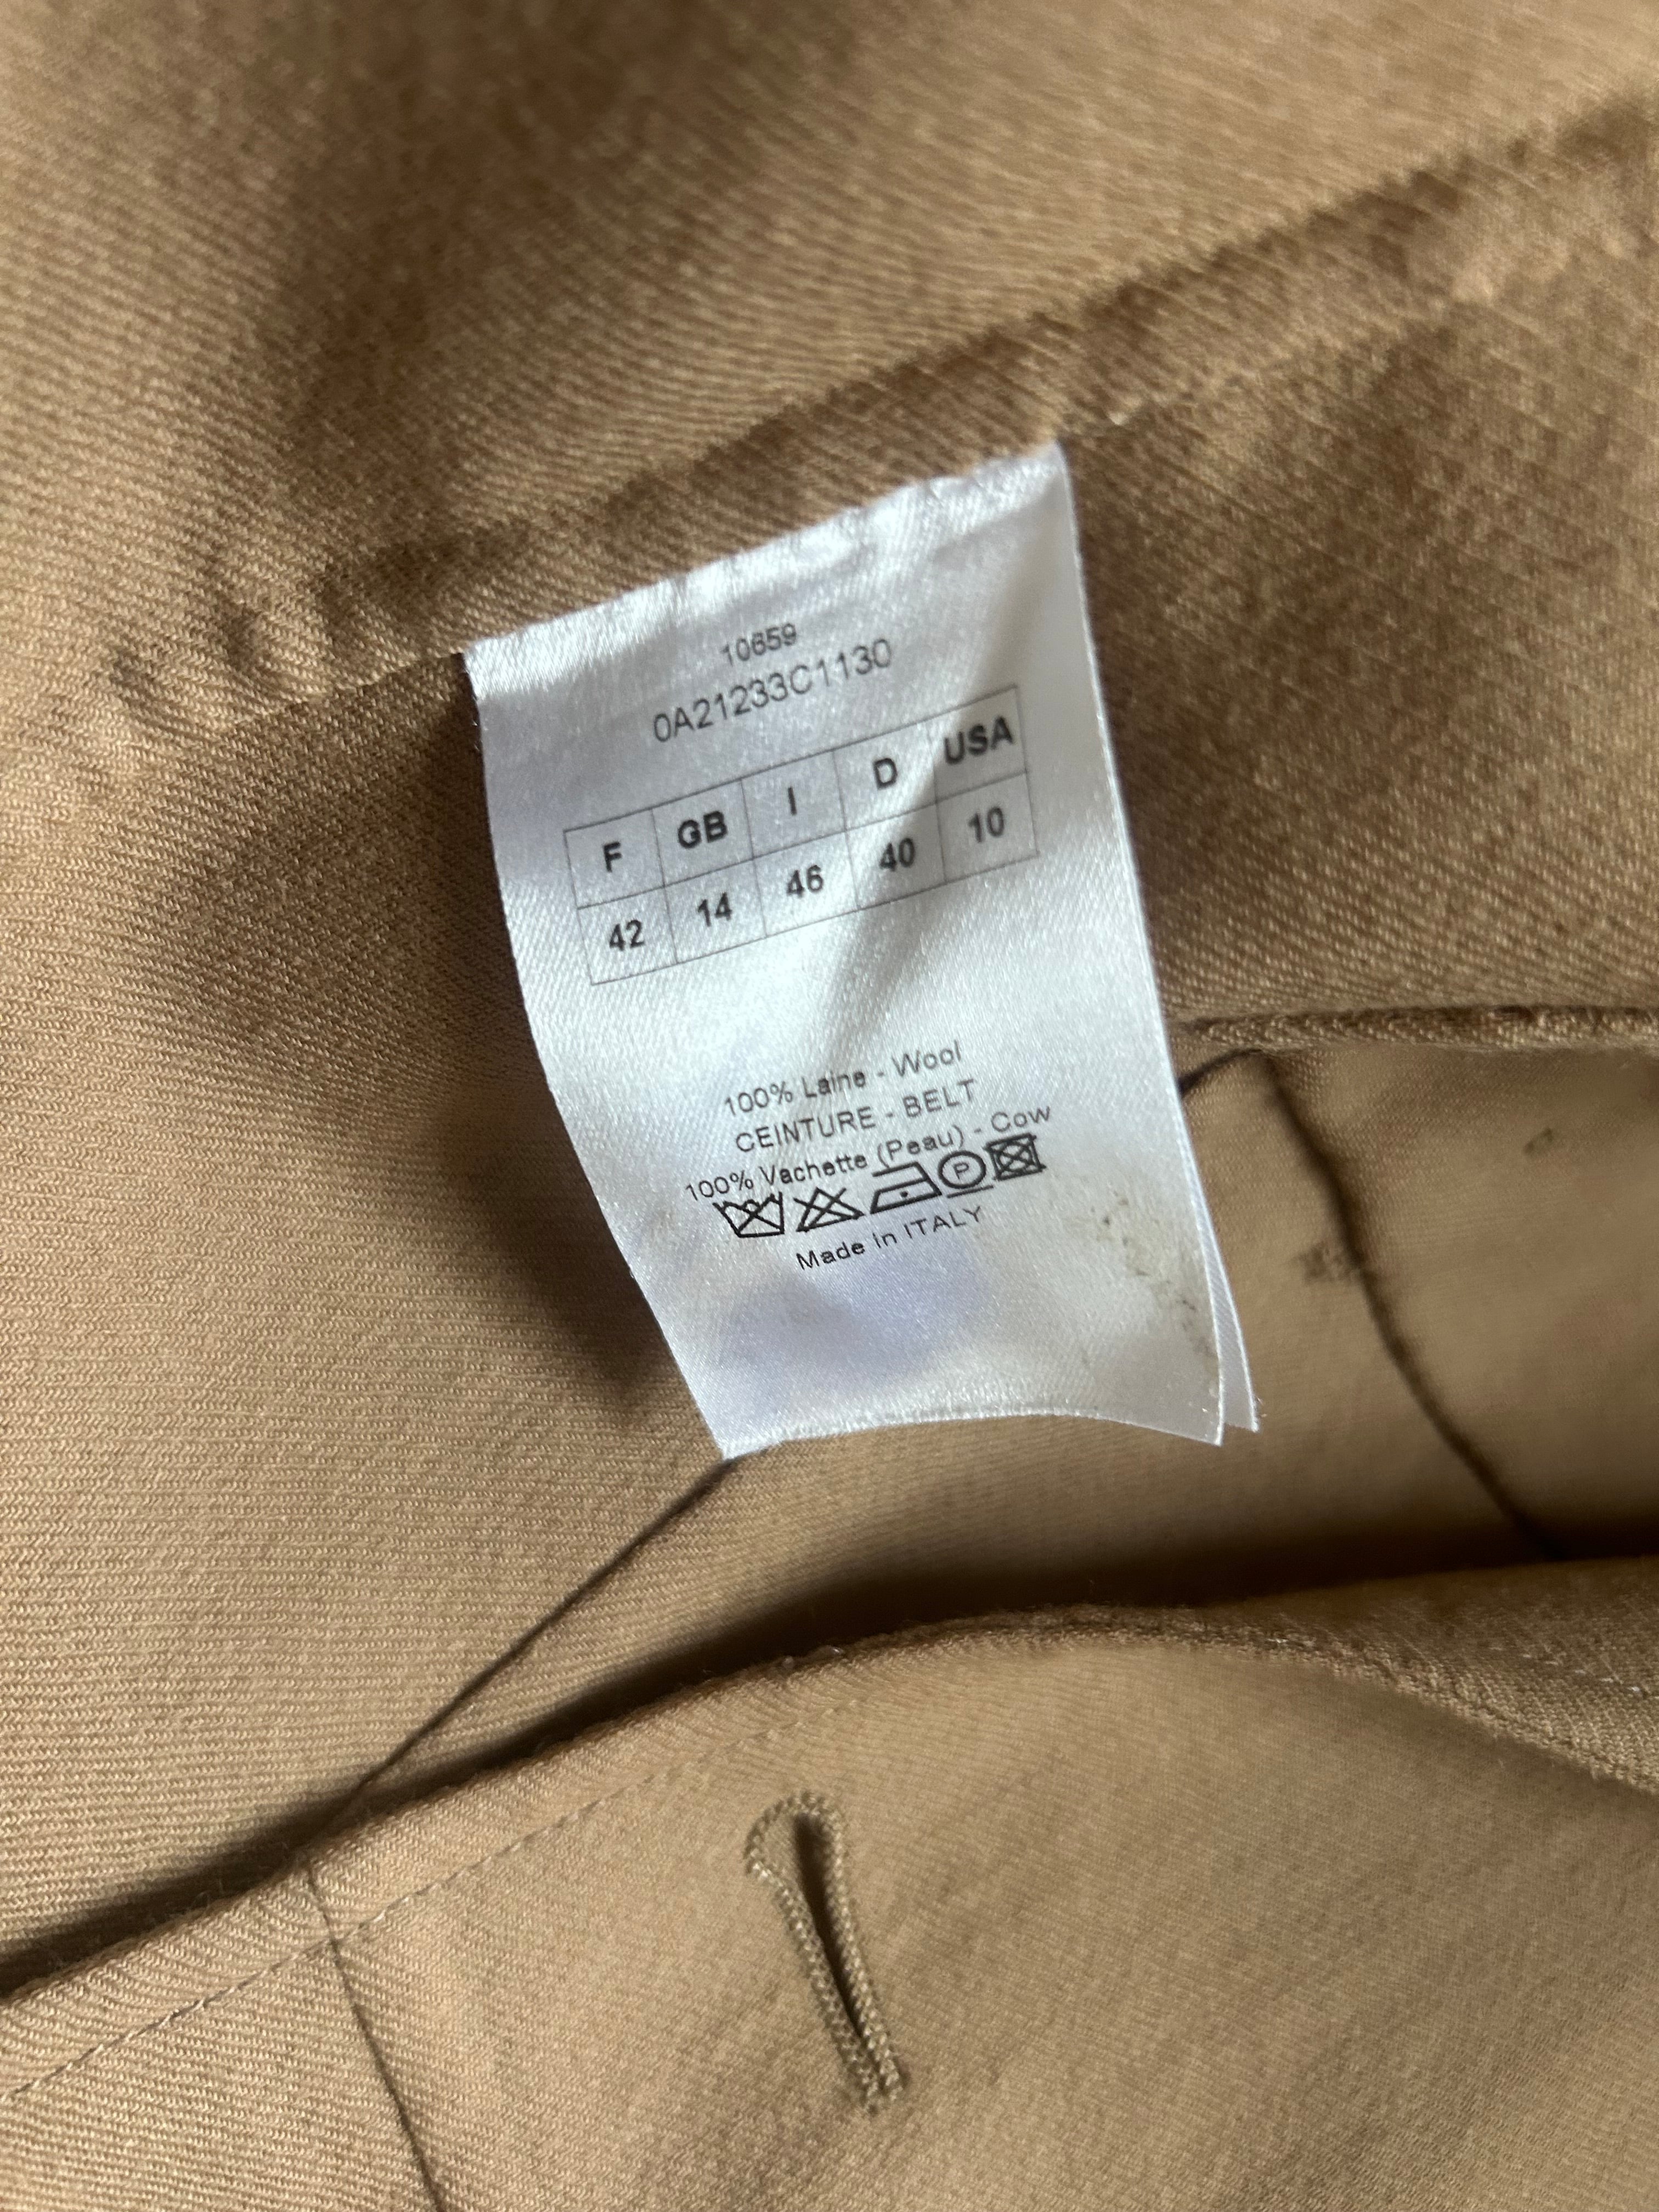 10659
0A21233C1130
F GB I D USA
42 14 46 40 10
100% Laine - Wool
CEINTURE - BELT
100% Vachette (Peau) - Cow
P
Made in ITALY